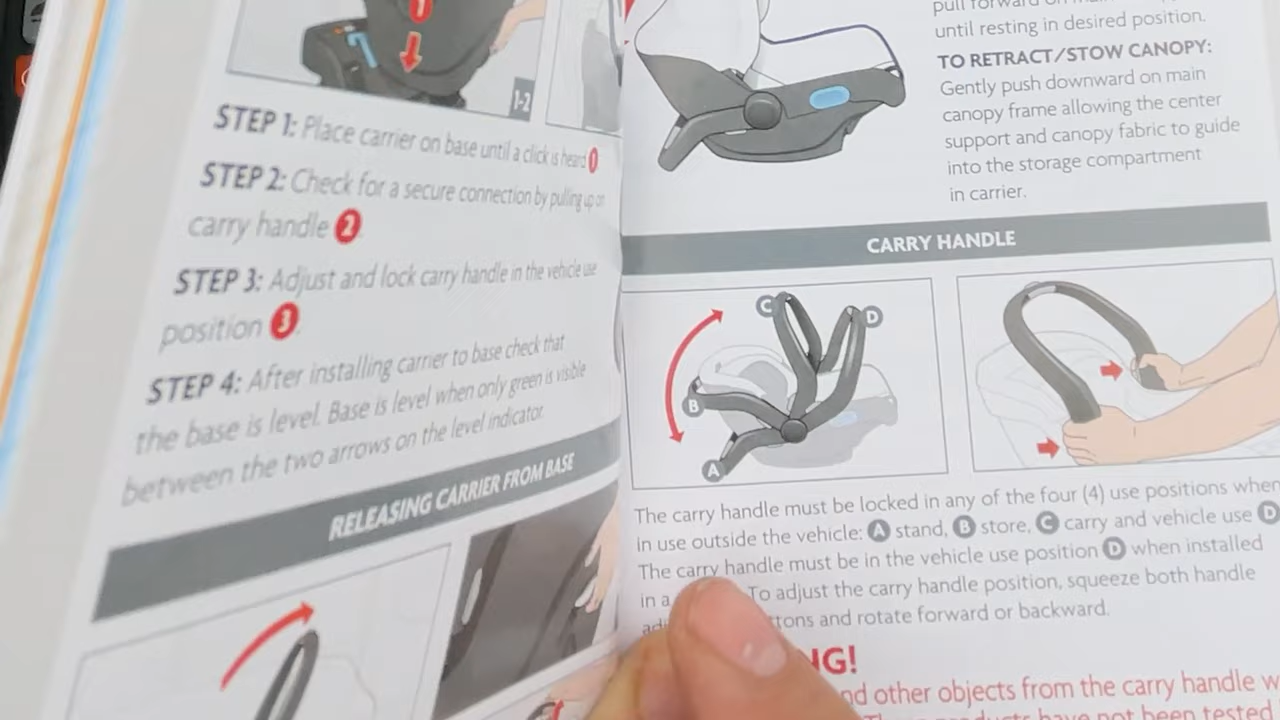 1
1-2
STEP 1: Place carrier on base until a click is heard 1
STEP 2: Check for a secure connection by pulling up on
carry handle 2
STEP 3: Adjust and lock carry handle in the vehicle use
position 3.
STEP 4: After installing carrier to base check that
the base is level. Base is level when only green is visible
between the two arrows on the level indicator.
RELEASING CARRIER FROM BASE
pull forward on
until resting in desired position.
TO RETRACT/STOW CANOPY:
Gently push downward on main
canopy frame allowing the center
support and canopy fabric to guide
into the storage compartment
in carrier.
CARRY HANDLE
C
D
B
A
The carry handle must be locked in any of the four (4) use positions when
in use outside the vehicle: A stand, B store, C carry and vehicle use D
The carry handle must be in the vehicle use position D when installed
in a To adjust the carry handle position, squeeze both handle
and rotate forward or backward.
other objects from the carry handle
have not been tested